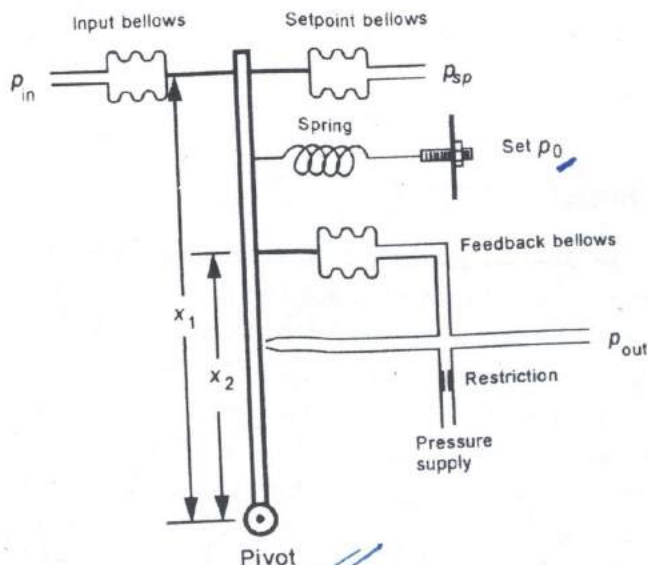 Input bellows
Setpoint bellows
p_in
p_sp
Spring
Set p_0
Feedback bellows
x_1
x_2
p_out
Restriction
Pressure
supply
Pivot